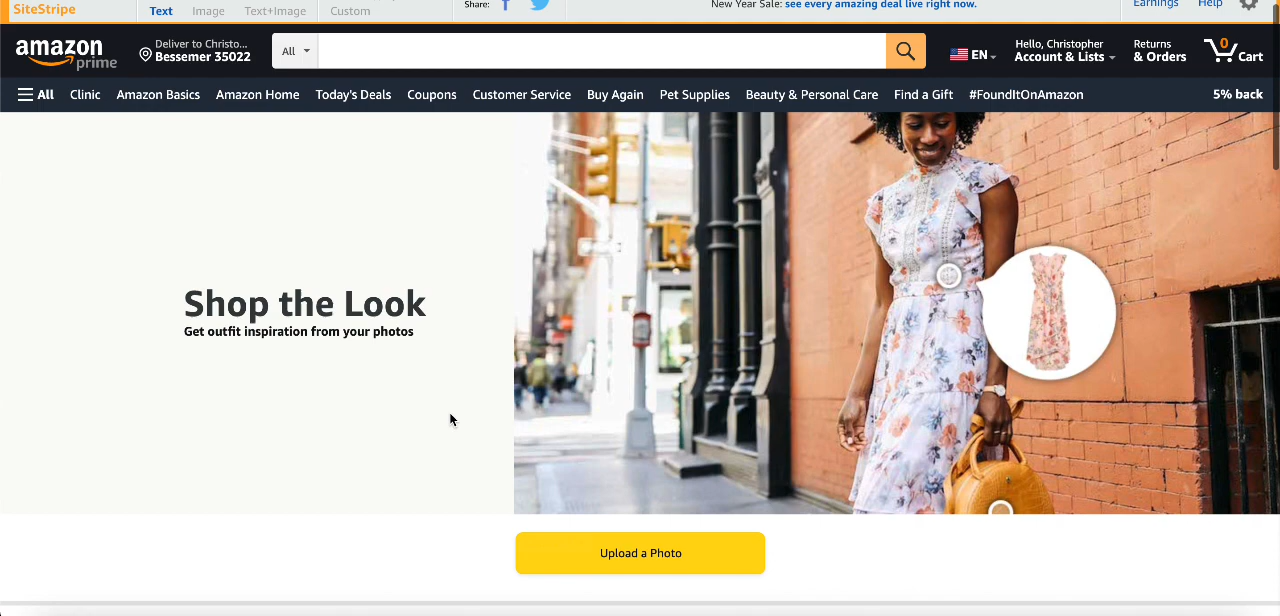 SiteStripe
Text Image Text+Image Custom
Share:
New Year Sale: see every amazing deal live right now.
Earnings Help
amazon
prime
Deliver to Christo...
Bessemer 35022
All
EN
Hello, Christopher
Account & Lists
Returns
& Orders
0
Cart
All Clinic Amazon Basics Amazon Home Today's Deals Coupons Customer Service Buy Again Pet Supplies Beauty & Personal Care Find a Gift #FoundItOnAmazon 5% back
Shop the Look
Get outfit inspiration from your photos
Upload a Photo